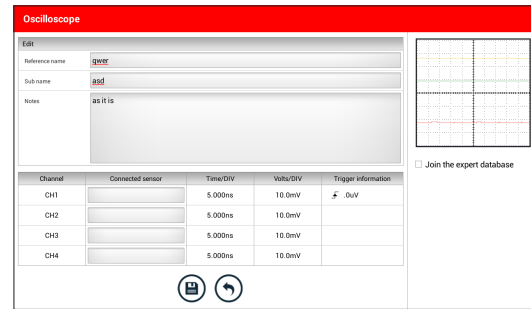 Oscilloscope
Edit
Reference name qwer
Sub name asd
Notes as it is
Join the expert database
Channel Connected sensor Time/DIV Volts/DIV Trigger information
CH1 5.000ns 10.0mV .0uV
CH2 5.000ns 10.0mV
CH3 5.000ns 10.0mV
CH4 5.000ns 10.0mV